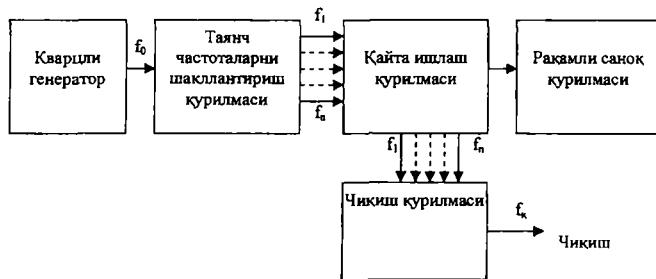 Кварцли
генератор
f₀
Таянч
частоталарни
шакллантириш
қурилмаси
f₁
fₙ
Қайта ишлаш
қурилмаси
Рақамли саноқ
қурилмаси
f₁
fₙ
Чиқиш қурилмаси
fₖ
Чиқиш